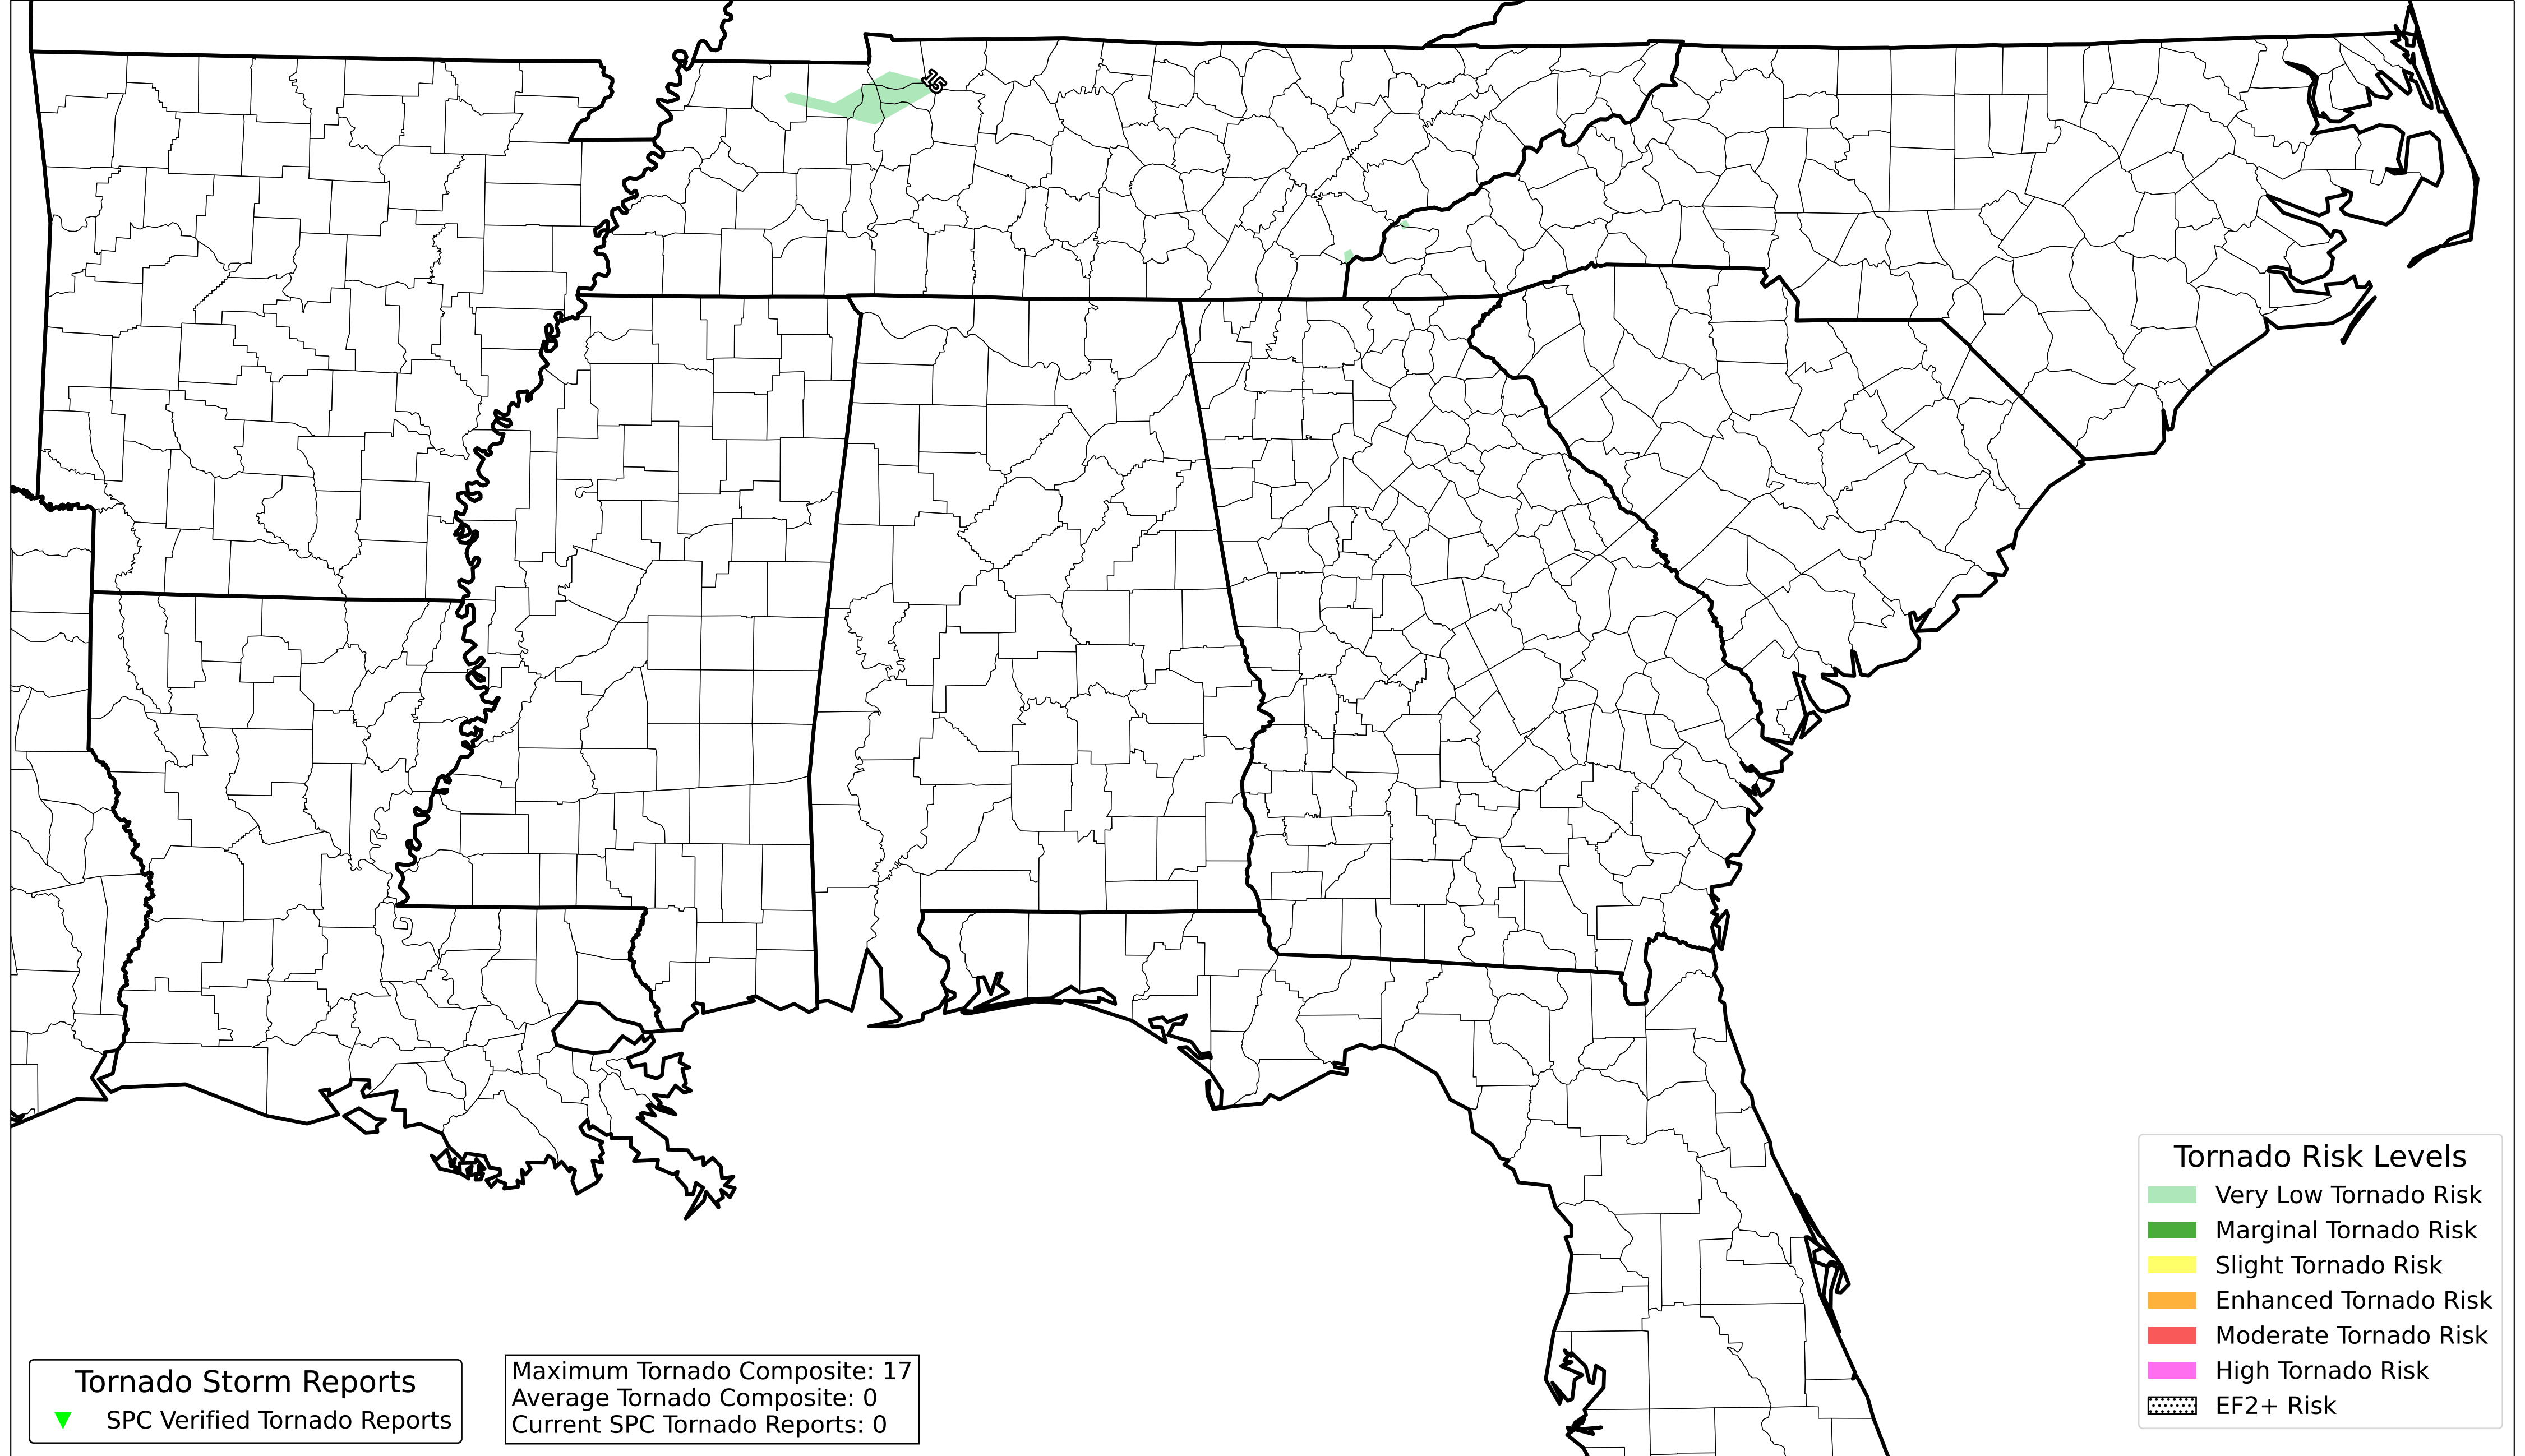 15
Tornado Risk Levels
Very Low Tornado Risk
Marginal Tornado Risk
Slight Tornado Risk
Enhanced Tornado Risk
Moderate Tornado Risk
High Tornado Risk
EF2+ Risk
Tornado Storm Reports
SPC Verified Tornado Reports
Maximum Tornado Composite: 17
Average Tornado Composite: 0
Current SPC Tornado Reports: 0